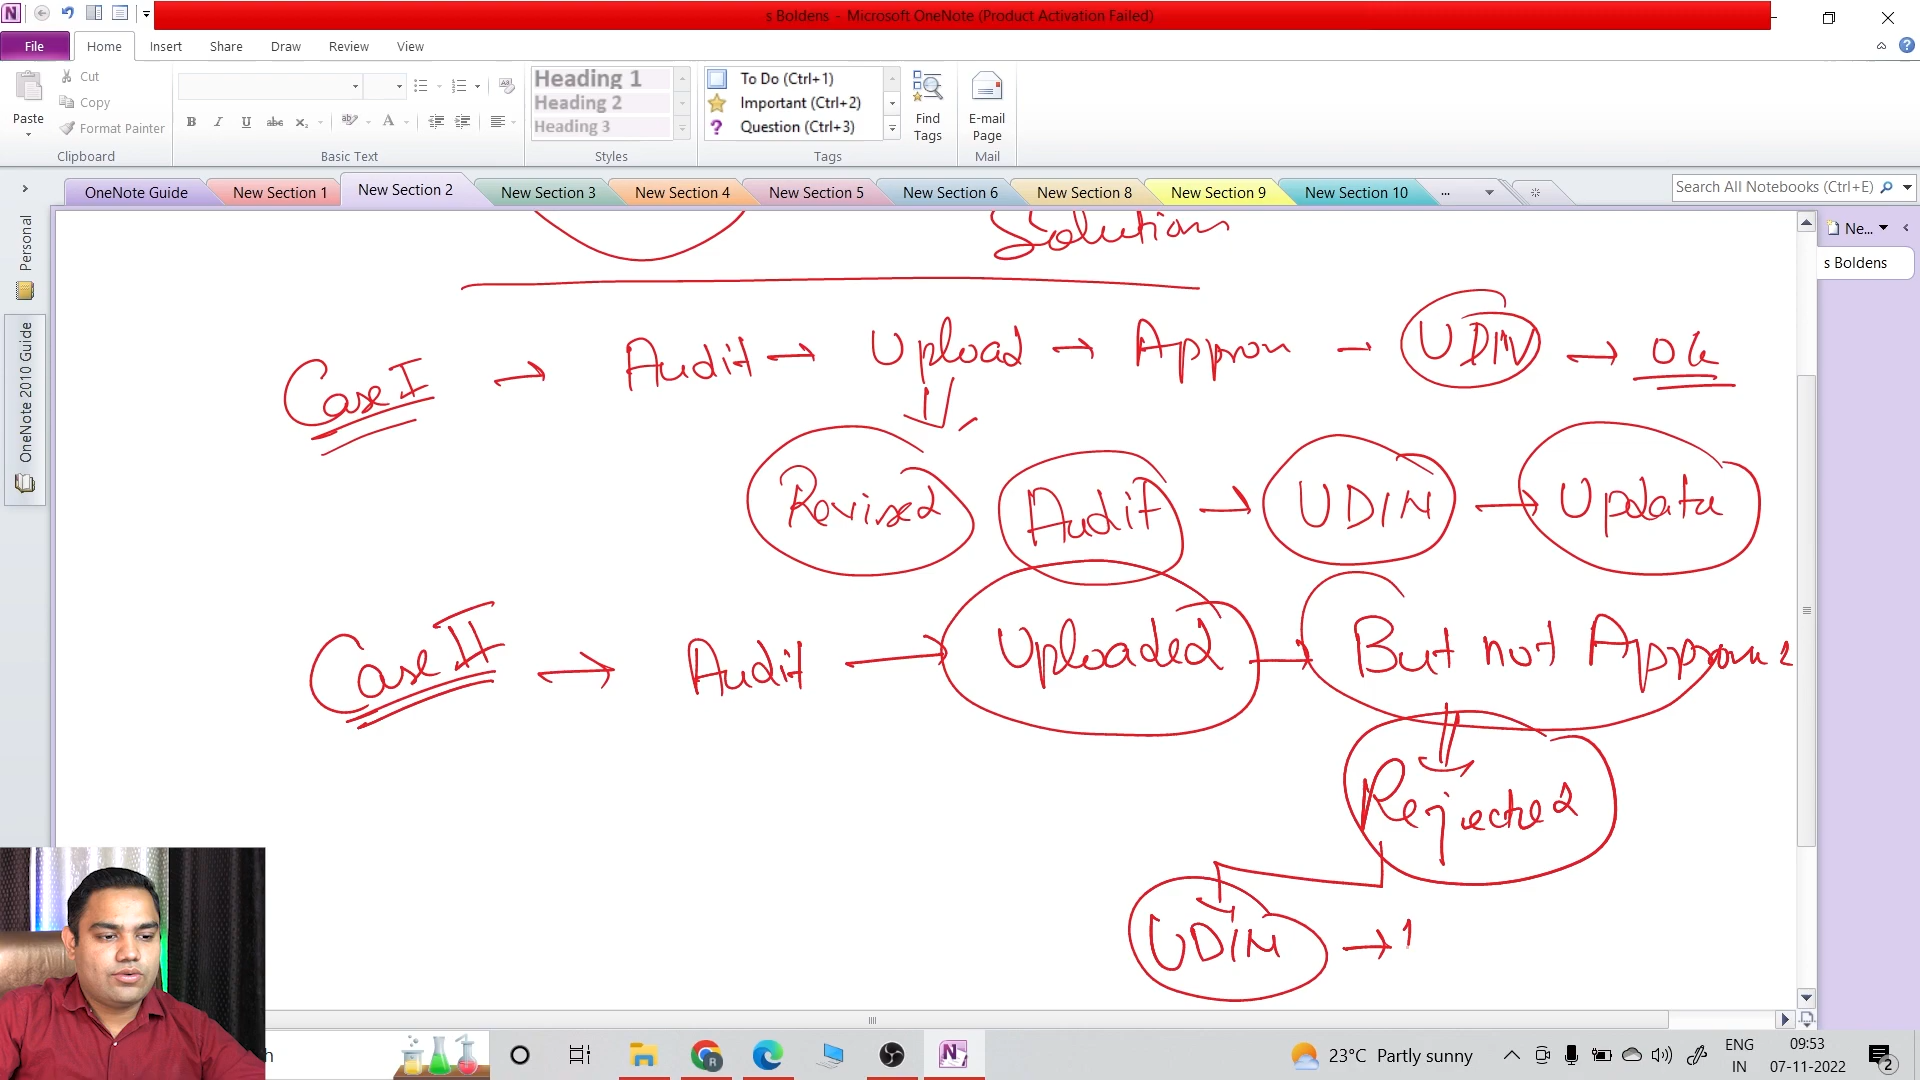 s Boldens - Microsoft OneNote (Product Activation Failed)
File Home Insert Share Draw Review View
Paste
Cut
Copy
Format Painter
Clipboard
B I U abc x₂ ab A
Basic Text
Heading 1
Heading 2
Heading 3
Styles
To Do (Ctrl+1)
Important (Ctrl+2)
Question (Ctrl+3)
Tags
Find Tags
E-mail Page
Mail
OneNote Guide New Section 1 New Section 2 New Section 3 New Section 4 New Section 5 New Section 6 New Section 8 New Section 9 New Section 10 ...
Search All Notebooks (Ctrl+E)
Personal
OneNote 2010 Guide
Ne...
s Boldens
Solution
Case I → Audit → Upload → Approv - UDIN → Ok
Revised Audit → UDIN → Update
Case II → Audit → Uploaded → But not Approved
Rejected
UDIN →
h
23°C Partly sunny
ENG
IN
09:53
07-11-2022
2